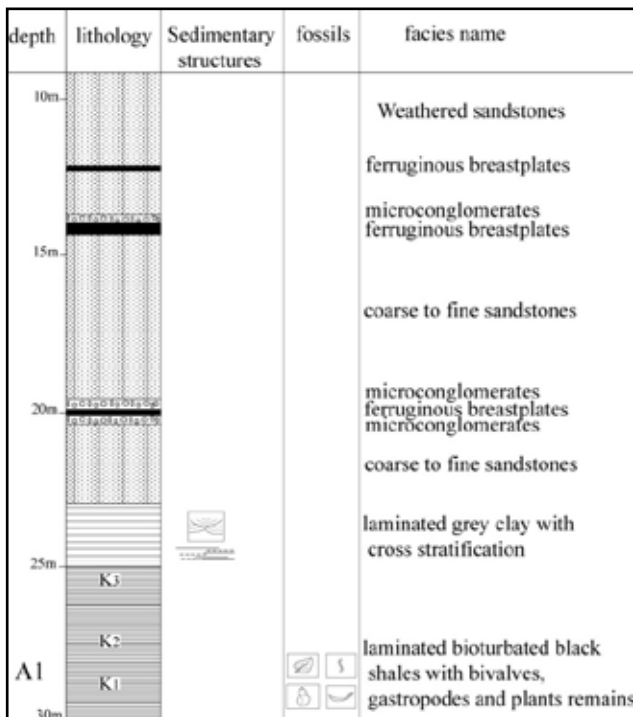 depth lithology Sedimentary structures fossils facies name
10m
Weathered sandstones
ferruginous breastplates
microconglomerates
ferruginous breastplates
15m
coarse to fine sandstones
microconglomerates
20m
ferruginous breastplates
microconglomerates
coarse to fine sandstones
laminated grey clay with
cross stratification
25m
K3
K2
laminated bioturbated black
A1
shales with bivalves,
K1
gastropodes and plants remains
30m